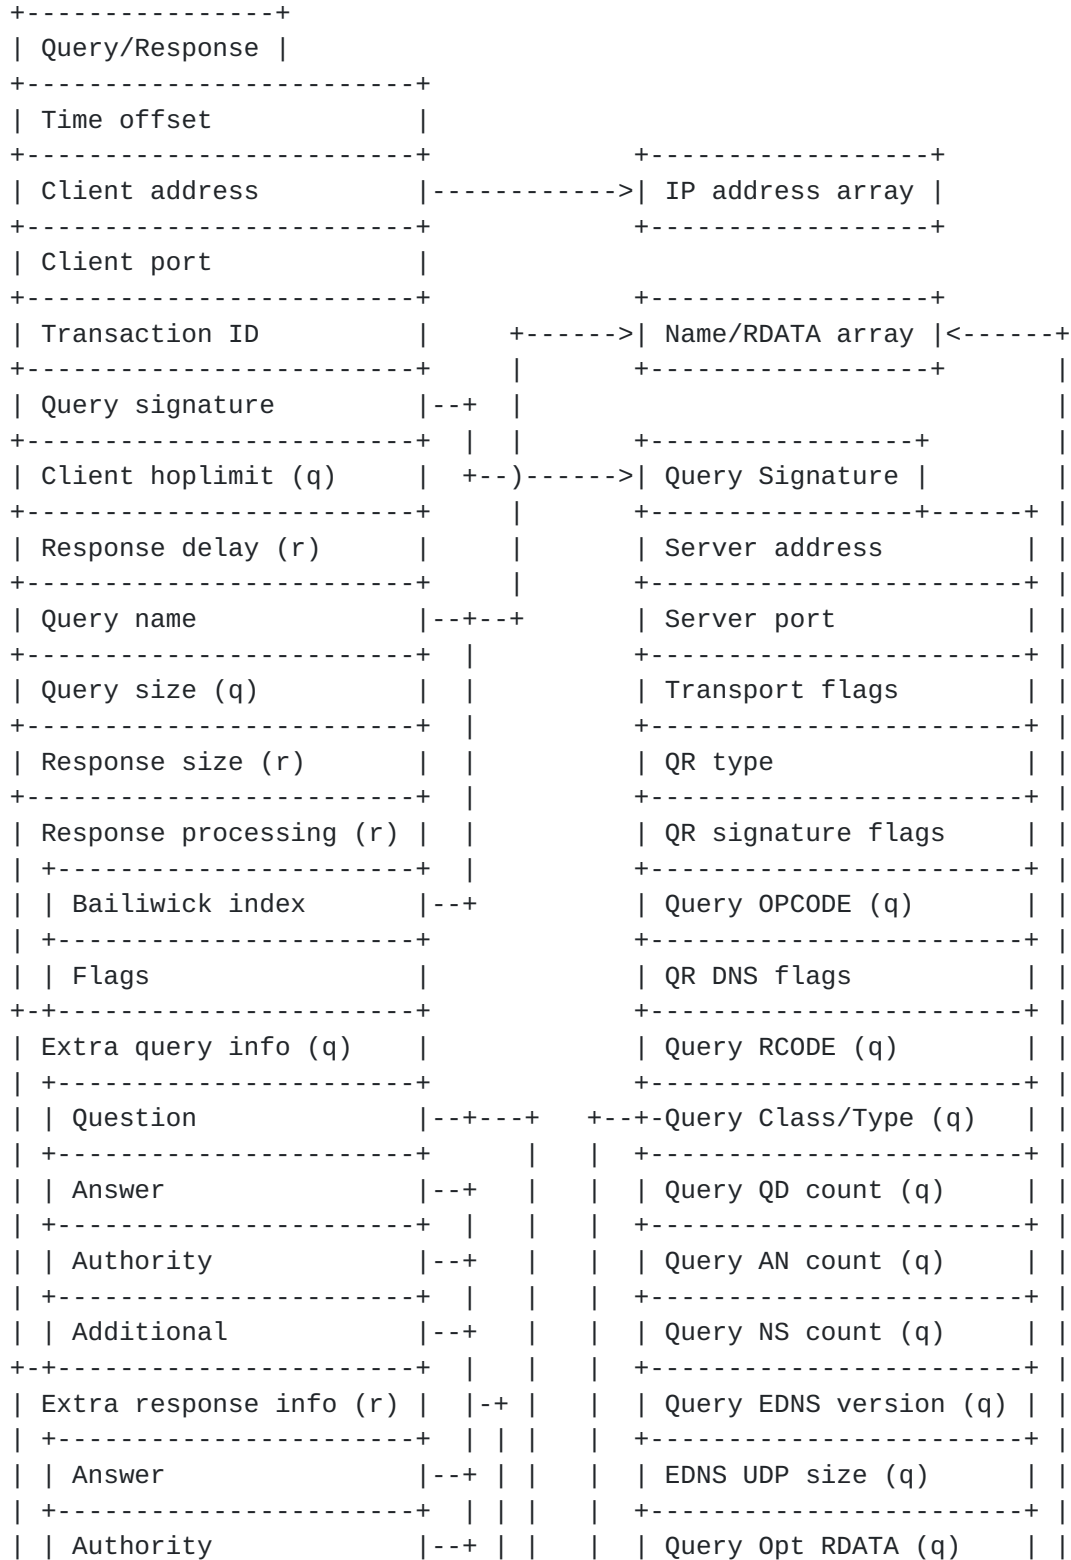 +----------------+
| Query/Response |
+-------------------------+
| Time offset             |
+-------------------------+             +------------------+
| Client address          |------------>| IP address array |
+-------------------------+             +------------------+
| Client port             |
+-------------------------+             +------------------+
| Transaction ID          |     +------>| Name/RDATA array |<------+
+-------------------------+     |       +------------------+       |
| Query signature         |--+  |                                  |
+-------------------------+  |  |       +-----------------+        |
| Client hoplimit (q)     |  +--)------>| Query Signature |        |
+-------------------------+     |       +-----------------+------+ |
| Response delay (r)      |     |       | Server address         | |
+-------------------------+     |       +------------------------+ |
| Query name              |--+--+       | Server port            | |
+-------------------------+  |          +------------------------+ |
| Query size (q)          |  |          | Transport flags        | |
+-------------------------+  |          +------------------------+ |
| Response size (r)       |  |          | QR type                | |
+-------------------------+  |          +------------------------+ |
| Response processing (r) |  |          | QR signature flags     | |
| +-----------------------+  |          +------------------------+ |
| | Bailiwick index       |--+          | Query OPCODE (q)       | |
| +-----------------------+             +------------------------+ |
| | Flags                 |             | QR DNS flags           | |
+-+-----------------------+             +------------------------+ |
| Extra query info (q)    |             | Query RCODE (q)        | |
| +-----------------------+             +------------------------+ |
| | Question              |--+---+   +--+-Query Class/Type (q)   | |
| +-----------------------+      |   |  +------------------------+ |
| | Answer                |--+   |   |  | Query QD count (q)     | |
| +-----------------------+  |   |   |  +------------------------+ |
| | Authority             |--+   |   |  | Query AN count (q)     | |
| +-----------------------+  |   |   |  +------------------------+ |
| | Additional            |--+   |   |  | Query NS count (q)     | |
+-+-----------------------+  |   |   |  +------------------------+ |
| Extra response info (r) |  |-+ |   |  | Query EDNS version (q) | |
| +-----------------------+  | | |   |  +------------------------+ |
| | Answer                |--+ | |   |  | EDNS UDP size (q)      | |
| +-----------------------+  | | |   |  +------------------------+ |
| | Authority             |--+ | |   |  | Query Opt RDATA (q)    | |